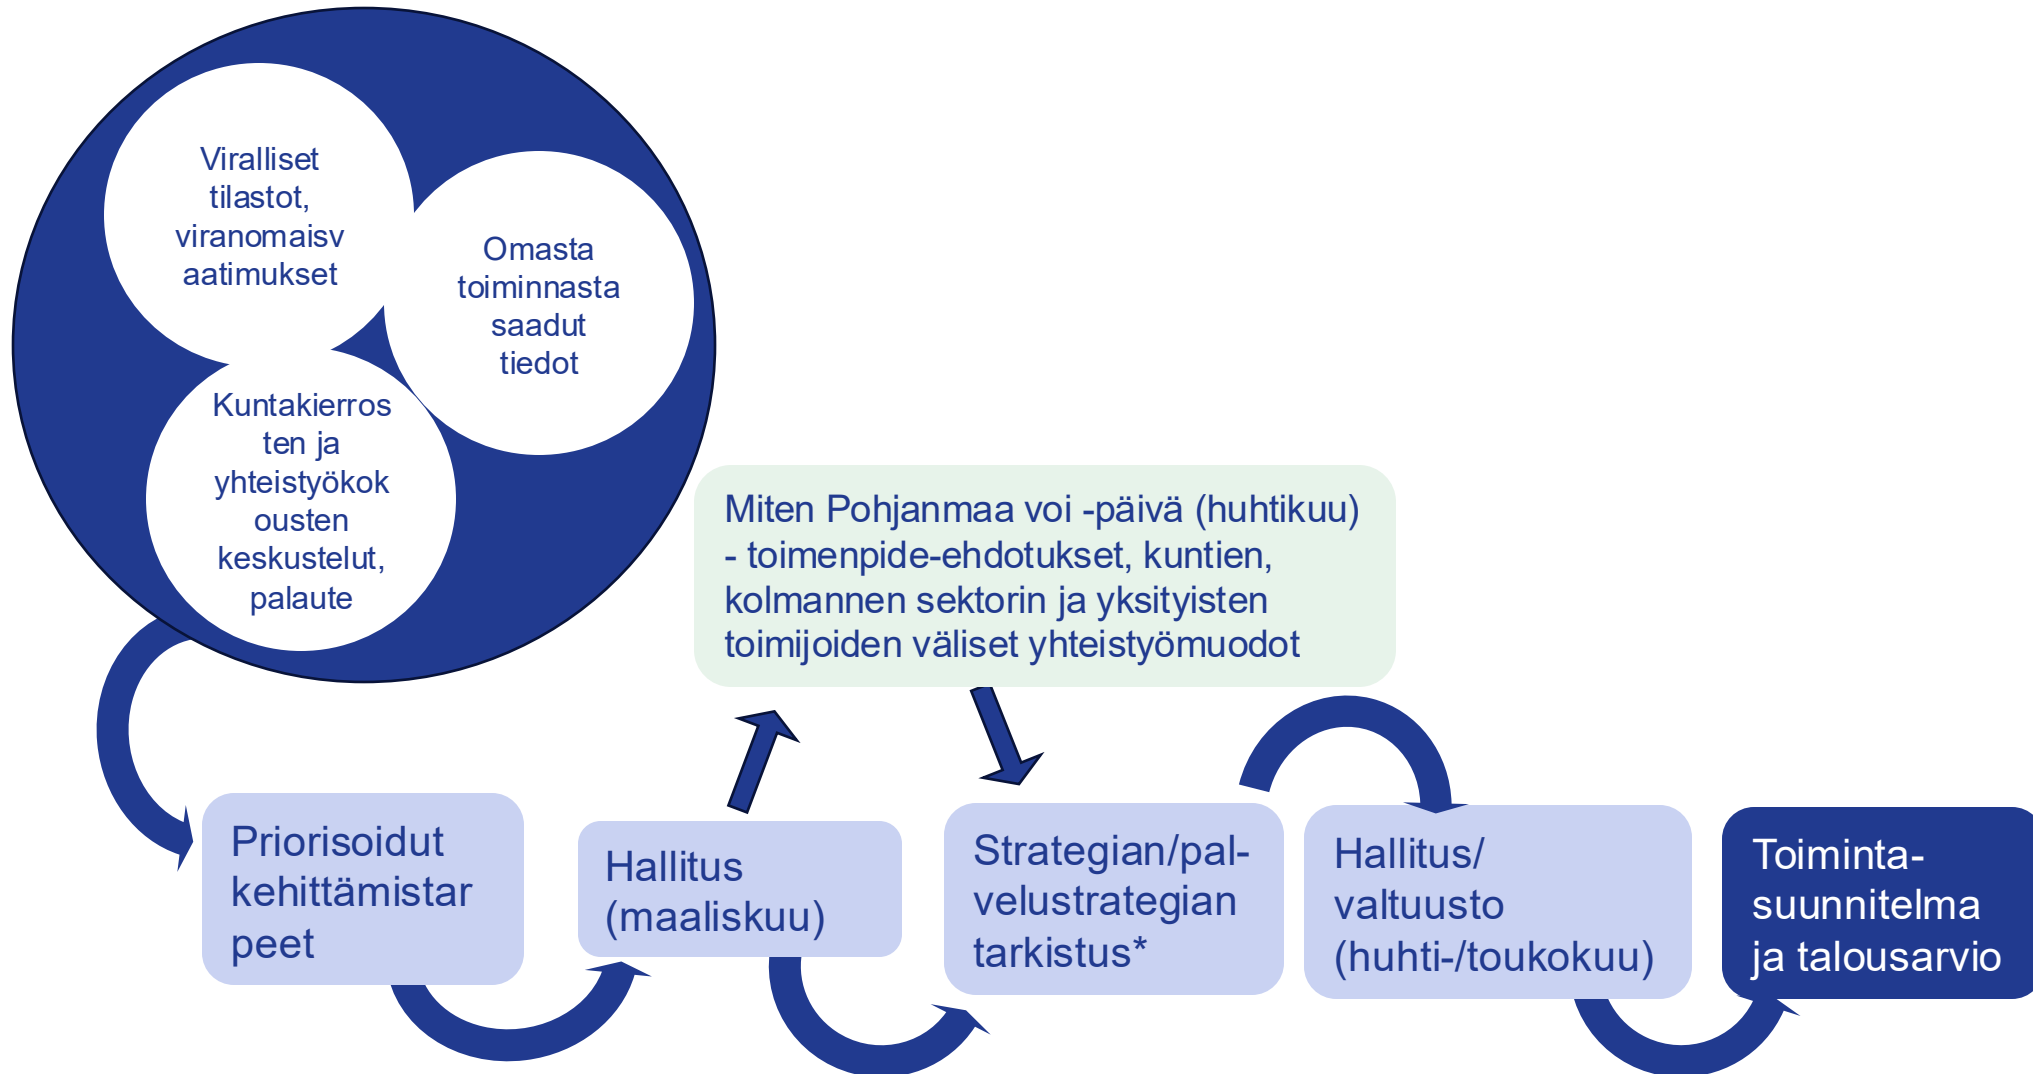 Viralliset
tilastot,
viranomaisv
aatimukset
Omasta
toiminnasta
saadut
tiedot
Kuntakierros
ten ja
yhteistyökok
ousten
keskustelut,
palaute
Miten Pohjanmaa voi -päivä (huhtikuu)
- toimenpide-ehdotukset, kuntien,
kolmannen sektorin ja yksityisten
toimijoiden väliset yhteistyömuodot
Priorisoidut
kehittämistar
peet
Hallitus
(maaliskuu)
Strategian/pal-
velustrategian
tarkistus*
Hallitus/
valtuusto
(huhti-/toukokuu)
Toiminta-
suunnitelma
ja talousarvio